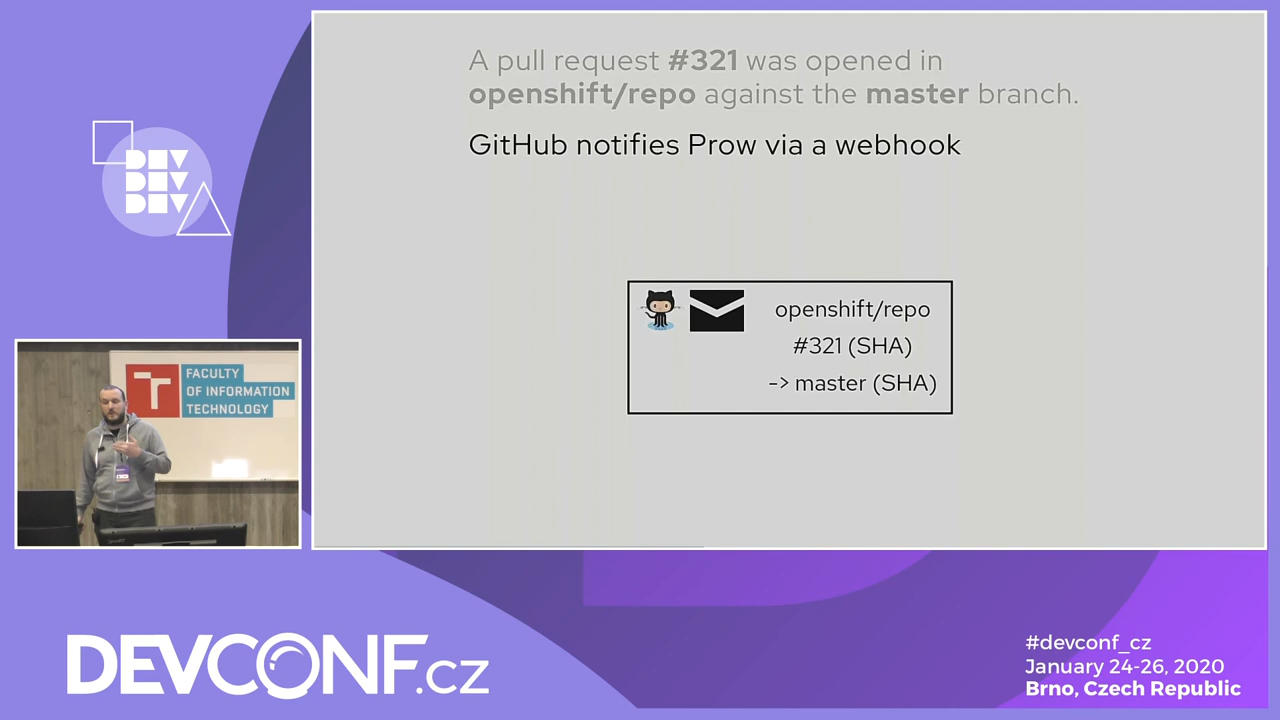 A pull request #321 was opened in
openshift/repo against the master branch.
GitHub notifies Prow via a webhook
openshift/repo
#321 (SHA)
-> master (SHA)
DEV
DEV
DEV
FACULTY
OF INFORMATION
TECHNOLOGY
DEVCONF.cz
#devconf_cz
January 24-26, 2020
Brno, Czech Republic